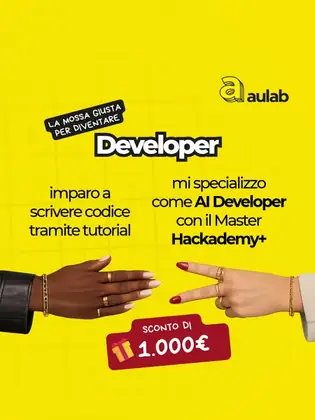 aulab
LA MOSSA GIUSTA
PER DIVENTARE
Developer
imparo a
scrivere codice
tramite tutorial
mi specializzo
come AI Developer
con il Master
Hackademy+
SCONTO DI
1.000€